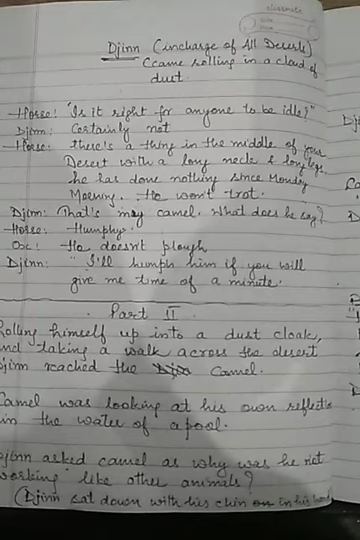 classmate
Djinn (incharge of All Deserts)
(came rolling in a cloud of
dust.
Horse: "Is it right for anyone to be idle?"
Djinn: Certainly not
Horse: There's a thing in the middle of your
Desert with a long neck & long legs.
he has done nothing since Monday
Morning. He won't trot.
Djinn: That's my camel. What does he say?
Horse: Humph.
Ox: He doesn't plough
Djinn: "I'll humph him if you will
give me time of a minute.
Part II
Rolling himself up into a dust cloak,
and taking a walk across the desert
Djinn reached the camel.
Camel was looking at his own reflectio
in the water of a pool.
Djinn asked camel as why was he not
working like other animals?
(Djinn sat down with his chin in his hand